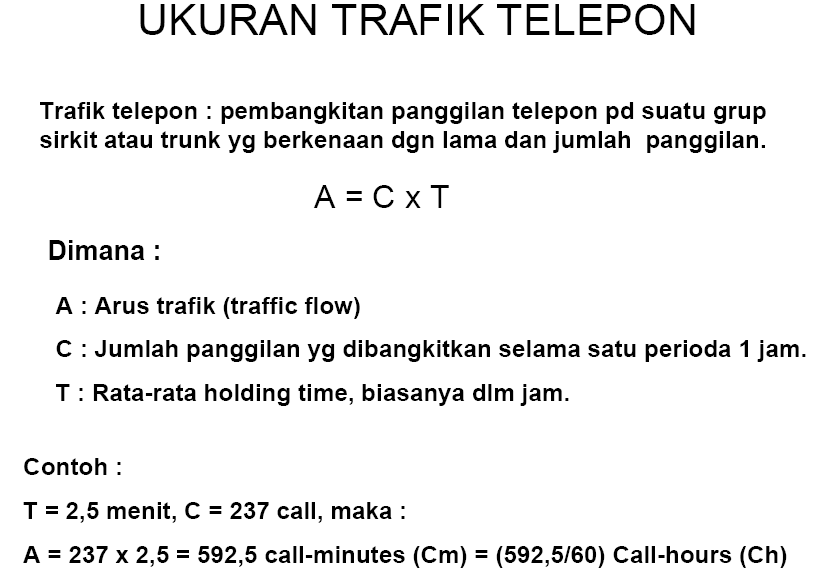 UKURAN TRAFIK TELEPON
Trafik telepon : pembangkitan panggilan telepon pd suatu grup
sirkit atau trunk yg berkenaan dgn lama dan jumlah panggilan.
A = C x T
Dimana :
A : Arus trafik (traffic flow)
C : Jumlah panggilan yg dibangkitkan selama satu perioda 1 jam.
T : Rata-rata holding time, biasanya dlm jam.
Contoh :
T = 2,5 menit, C = 237 call, maka :
A = 237 x 2,5 = 592,5 call-minutes (Cm) = (592,5/60) Call-hours (Ch)